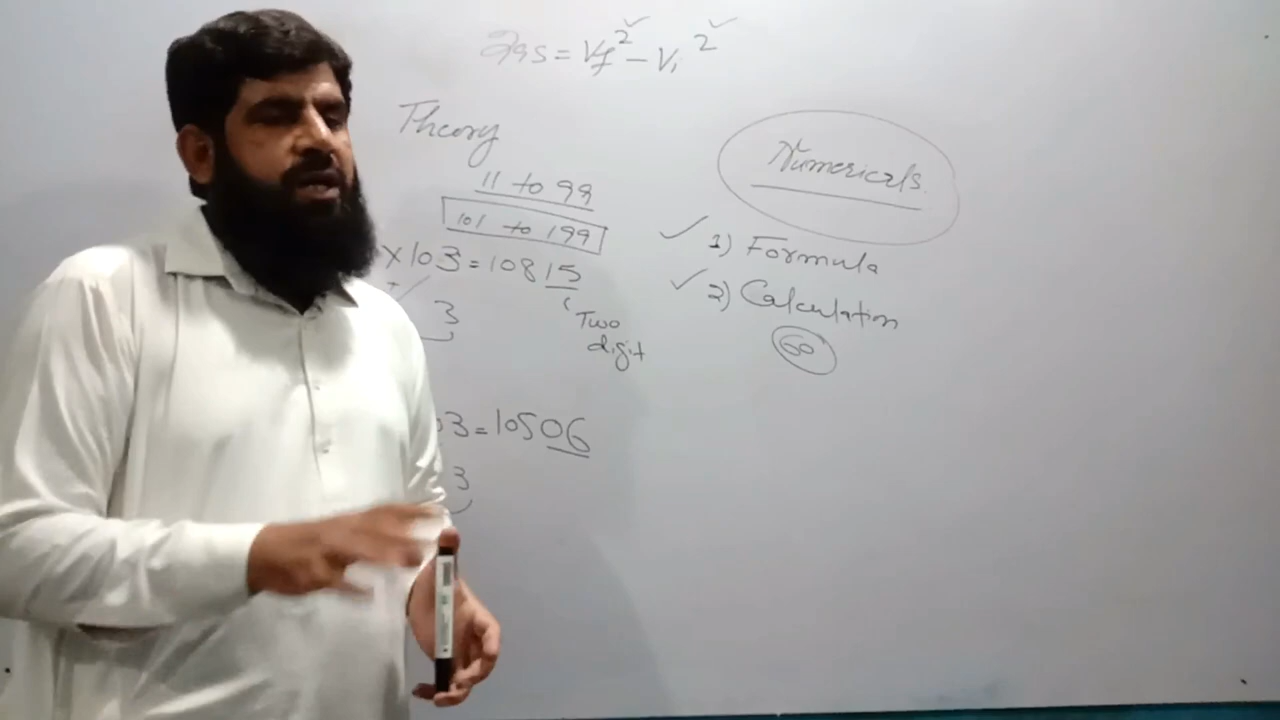 2as = Vf² - Vi²
Theory
11 to 99
101 to 199
Numericals.
x103 = 10815
3
Two
digit
1) Formula
2) Calculation
60
03 = 10506
3